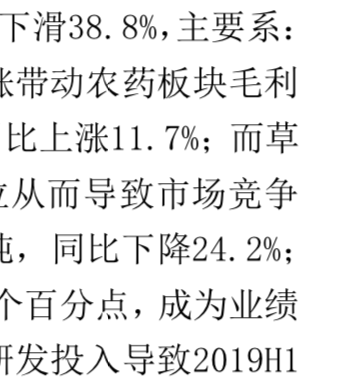 下滑38.8%,主要系:
涨带动农药板块毛利
比上涨11.7%; 而草
位从而导致市场竞争
吨, 同比下降24.2%;
个百分点,成为业绩
研发投入导致2019H1